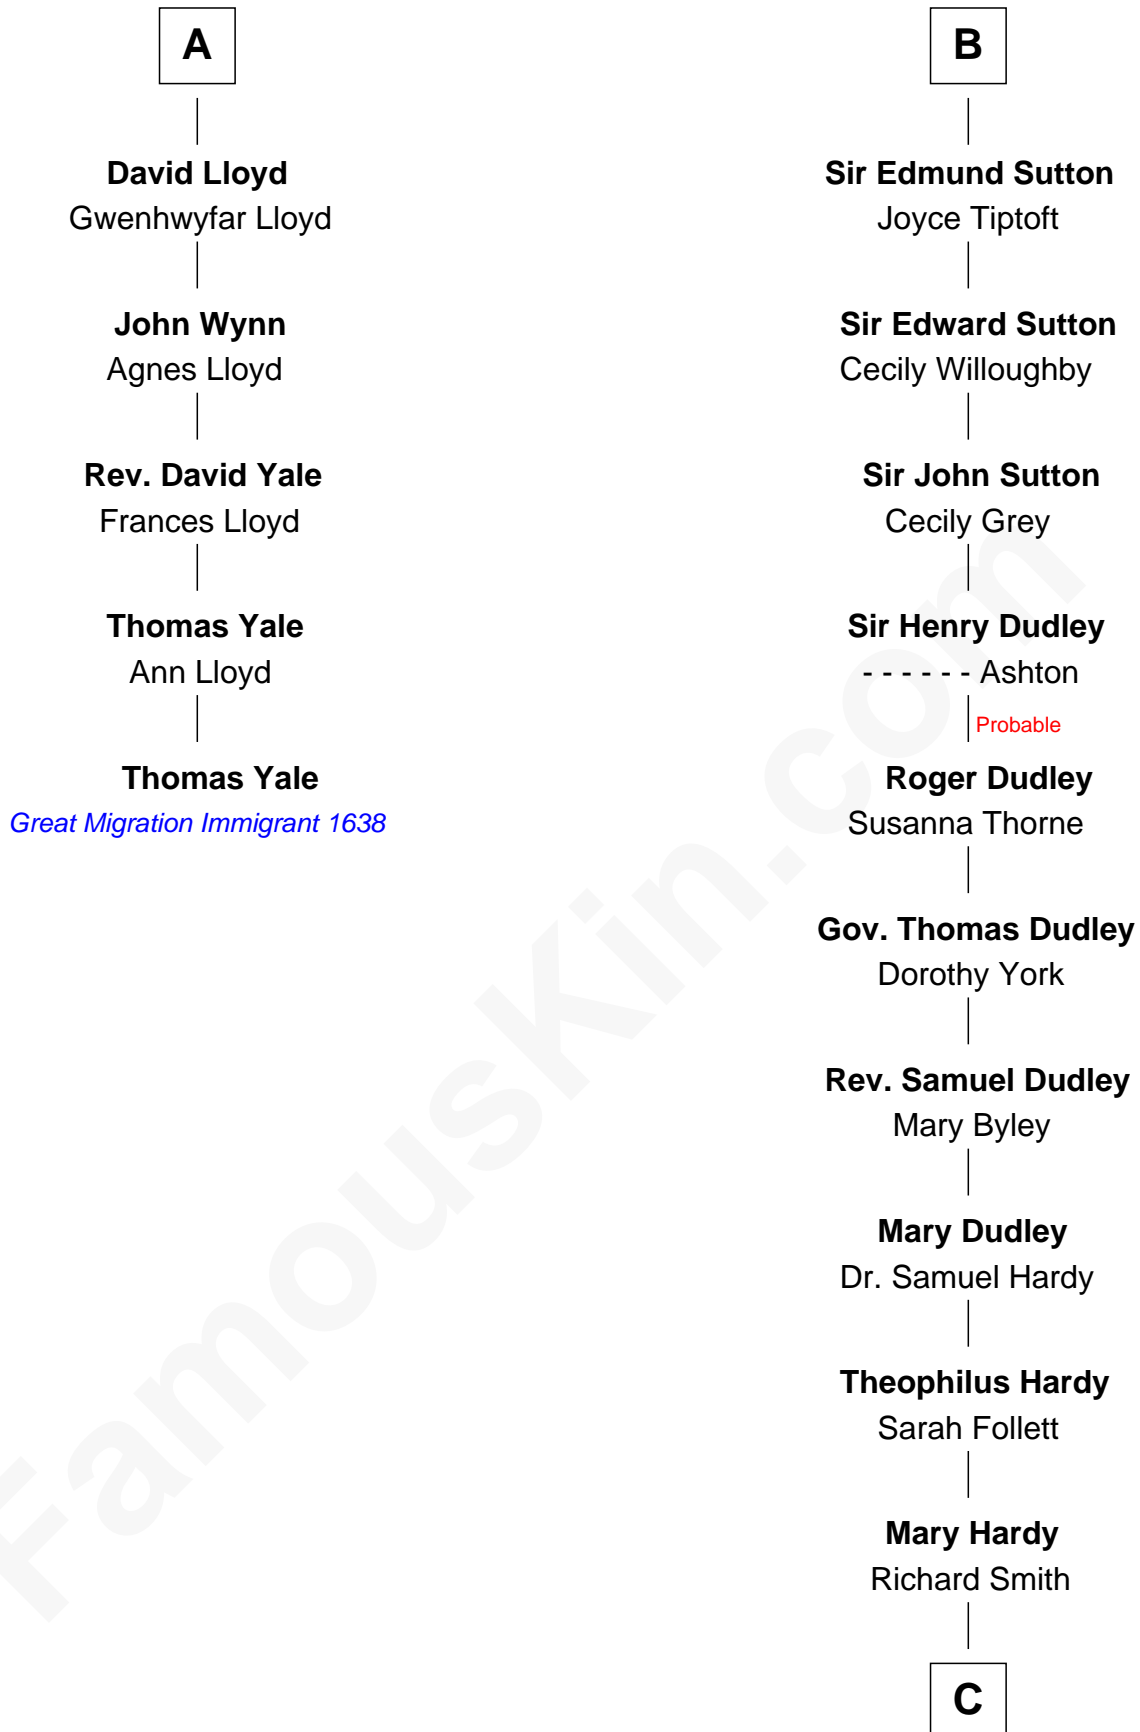 A
David Lloyd
Gwenhwyfar Lloyd
John Wynn
Agnes Lloyd
Rev. David Yale
Frances Lloyd
Thomas Yale
Ann Lloyd
Thomas Yale
Great Migration Immigrant 1638
B
Sir Edmund Sutton
Joyce Tiptoft
Sir Edward Sutton
Cecily Willoughby
Sir John Sutton
Cecily Grey
Sir Henry Dudley
- - - - - - Ashton
Probable
Roger Dudley
Susanna Thorne
Gov. Thomas Dudley
Dorothy York
Rev. Samuel Dudley
Mary Byley
Mary Dudley
Dr. Samuel Hardy
Theophilus Hardy
Sarah Follett
Mary Hardy
Richard Smith
C
FamousKin.com